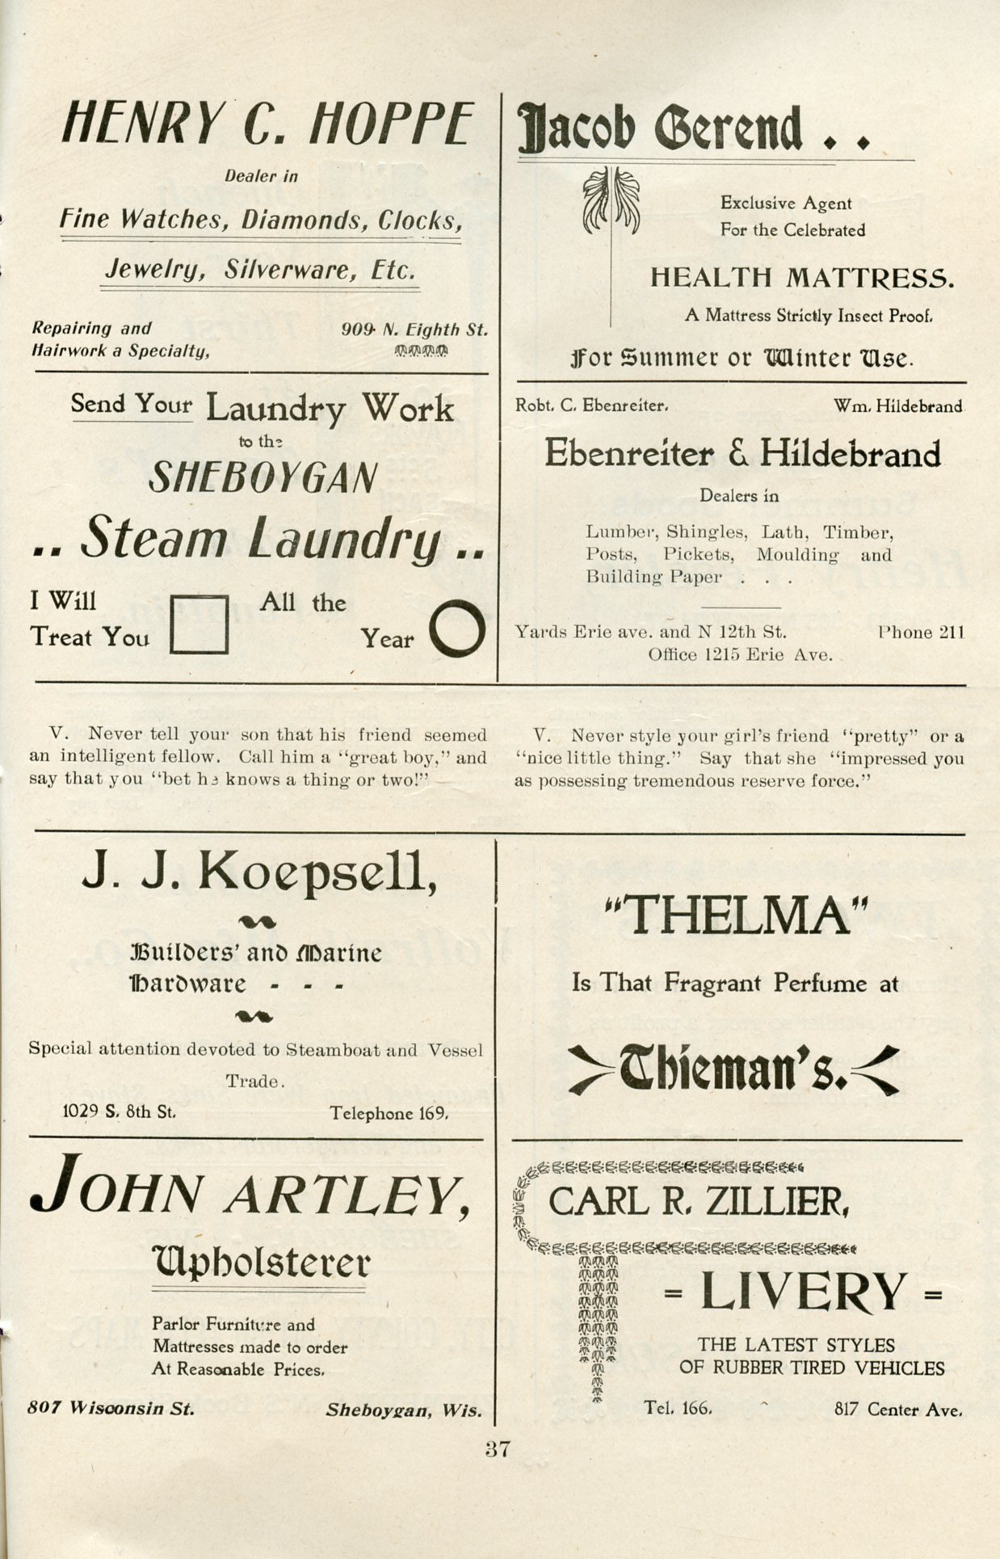 HENRY C. HOPPE
Dealer in
Fine Watches, Diamonds, Clocks,
Jewelry, Silverware, Etc.
Repairing and
Hairwork a Specialty,
909 N. Eighth St.
Jacob Gerend . .
Exclusive Agent
For the Celebrated
HEALTH MATTRESS.
A Mattress Strictly Insect Proof.
For Summer or Winter Use.
Send Your Laundry Work
to the
SHEBOYGAN
.. Steam Laundry ..
I Will
Treat You
All the
Year
Robt. C. Ebenreiter. Wm. Hildebrand
Ebenreiter & Hildebrand
Dealers in
Lumber, Shingles, Lath, Timber,
Posts, Pickets, Moulding and
Building Paper . . .
Yards Erie ave. and N 12th St. Phone 211
Office 1215 Erie Ave.
V. Never tell your son that his friend seemed
an intelligent fellow. Call him a “great boy,” and
say that you “bet he knows a thing or two!”
V. Never style your girl's friend “pretty” or a
“nice little thing.” Say that she “impressed you
as possessing tremendous reserve force.”
J. J. Koepsell,
Builders' and Marine
Hardware - - -
Special attention devoted to Steamboat and Vessel
Trade.
1029 S. 8th St. Telephone 169.
“THELMA”
Is That Fragrant Perfume at
Thieman's.
JOHN ARTLEY,
Upholsterer
Parlor Furniture and
Mattresses made to order
At Reasonable Prices.
807 Wisconsin St. Sheboygan, Wis.
CARL R. ZILLIER,
= LIVERY =
THE LATEST STYLES
OF RUBBER TIRED VEHICLES
Tel. 166. 817 Center Ave.
37